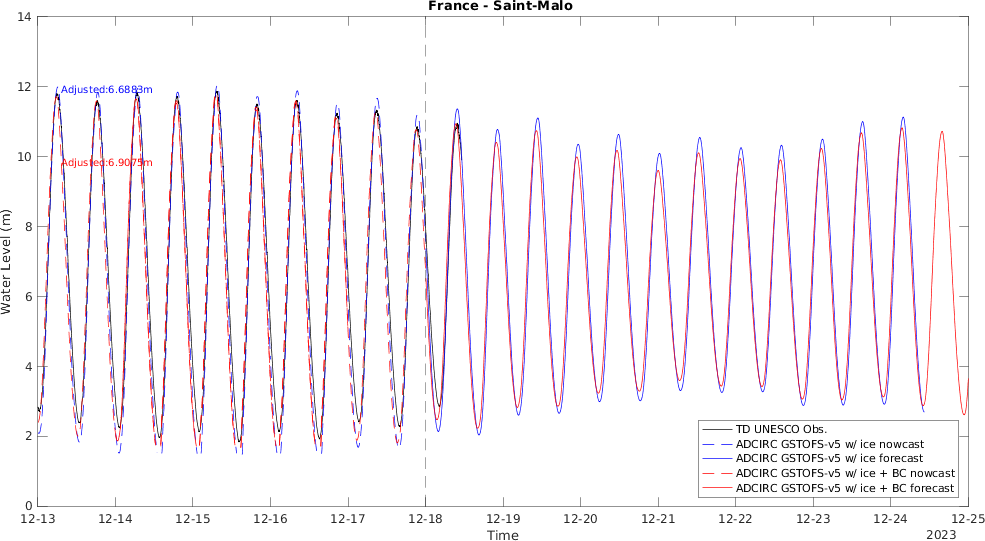 France - Saint-Malo
14
12
10
8
6
4
2
0
Water Level (m)
Adjusted:6.6883m
Adjusted:6.9075m
TD UNESCO Obs.
ADCIRC GSTOFS-v5 w/ ice nowcast
ADCIRC GSTOFS-v5 w/ ice forecast
ADCIRC GSTOFS-v5 w/ ice + BC nowcast
ADCIRC GSTOFS-v5 w/ ice + BC forecast
12-13 12-14 12-15 12-16 12-17 12-18 12-19 12-20 12-21 12-22 12-23 12-24 12-25
Time
2023